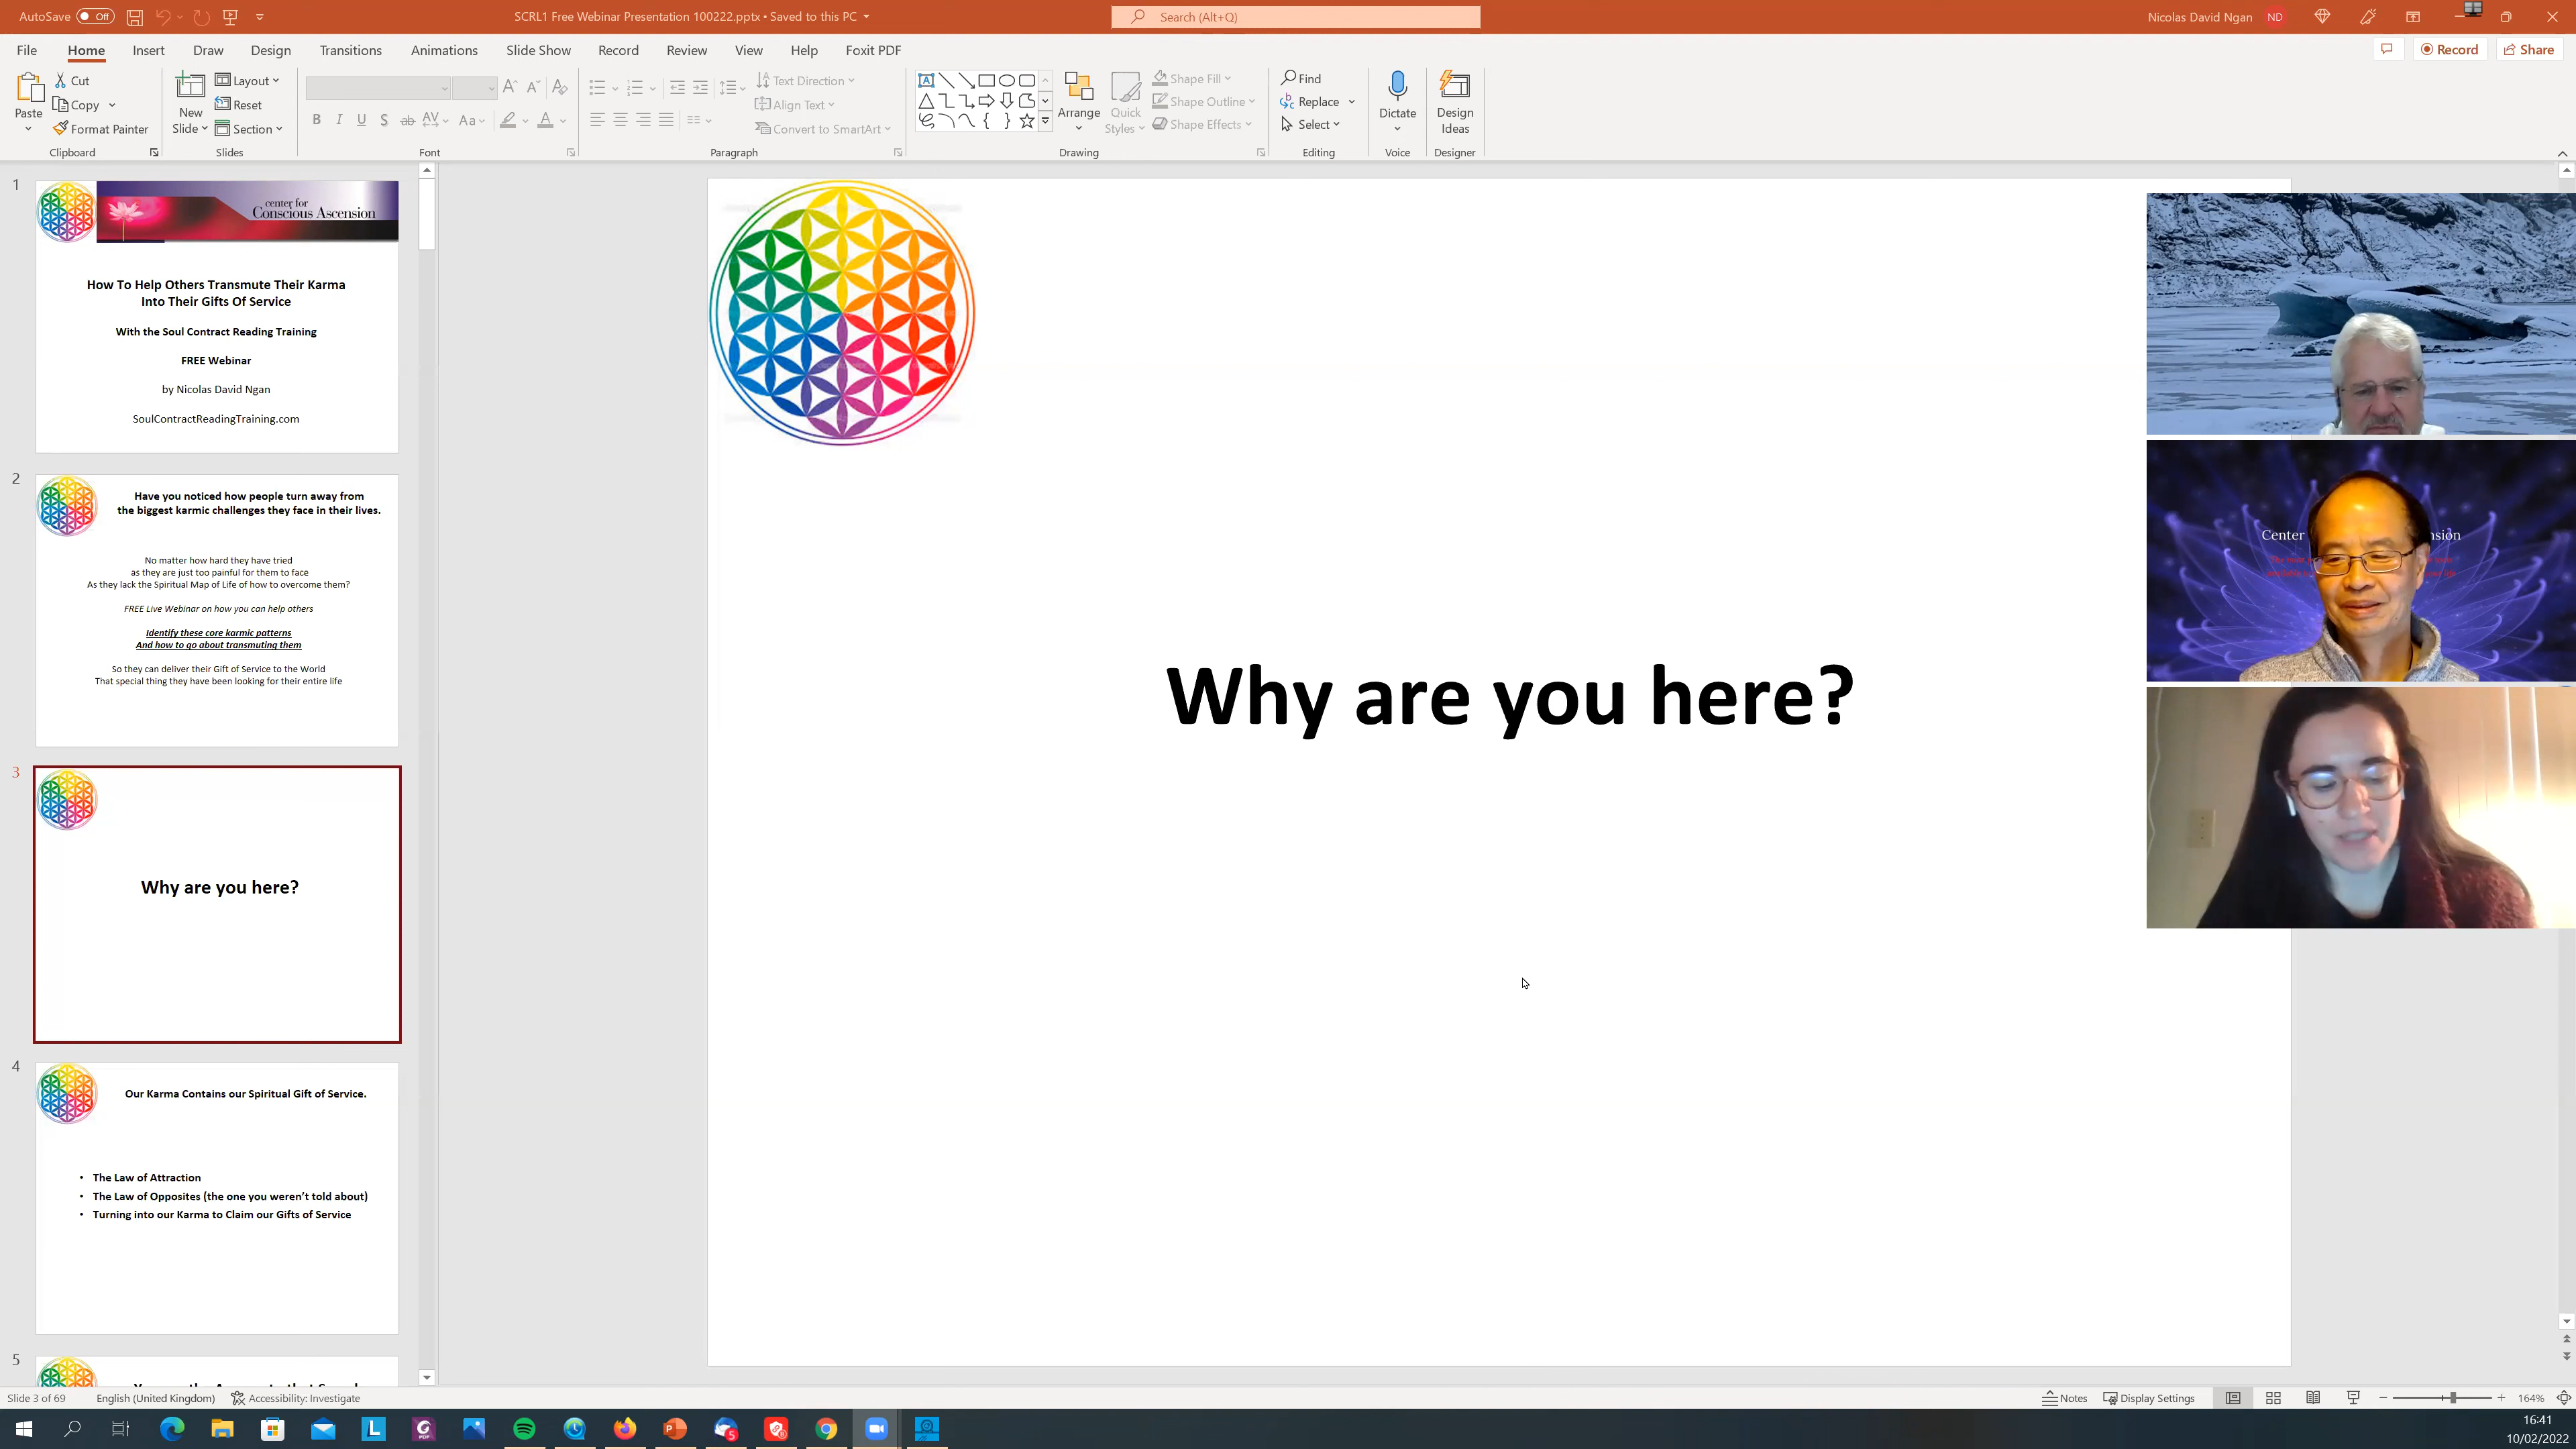 AutoSave Off
SCRL1 Free Webinar Presentation 100222.pptx • Saved to this PC
Search (Alt+Q)
Nicolas David Ngan ND
File Home Insert Draw Design Transitions Animations Slide Show Record Review View Help Foxit PDF
Record Share
Paste
Cut
Copy
Format Painter
Clipboard
New
Slide
Layout
Reset
Section
Slides
Font
Text Direction
Align Text
Convert to SmartArt
Paragraph
Arrange
Quick
Styles
Shape Fill
Shape Outline
Shape Effects
Drawing
Find
Replace
Select
Editing
Dictate
Voice
Design
Ideas
Designer
1
center for
Conscious Ascension
How To Help Others Transmute Their Karma
Into Their Gifts Of Service
With the Soul Contract Reading Training
FREE Webinar
by Nicolas David Ngan
SoulContractReadingTraining.com
2
Have you noticed how people turn away from
the biggest karmic challenges they face in their lives.
No matter how hard they have tried
as they are just too painful for them to face
As they lack the Spiritual Map of Life of how to overcome them?
FREE Live Webinar on how you can help others
Identify these core karmic patterns
And how to go about transmuting them
So they can deliver their Gift of Service to the World
That special thing they have been looking for their entire life
3
Why are you here?
4
Our Karma Contains our Spiritual Gift of Service.
• The Law of Attraction
• The Law of Opposites (the one you weren't told about)
• Turning into our Karma to Claim our Gifts of Service
5
Why are you here?
Center
nsion
Slide 3 of 69
English (United Kingdom)
Accessibility: Investigate
Notes
Display Settings
164%
16:41
10/02/2022